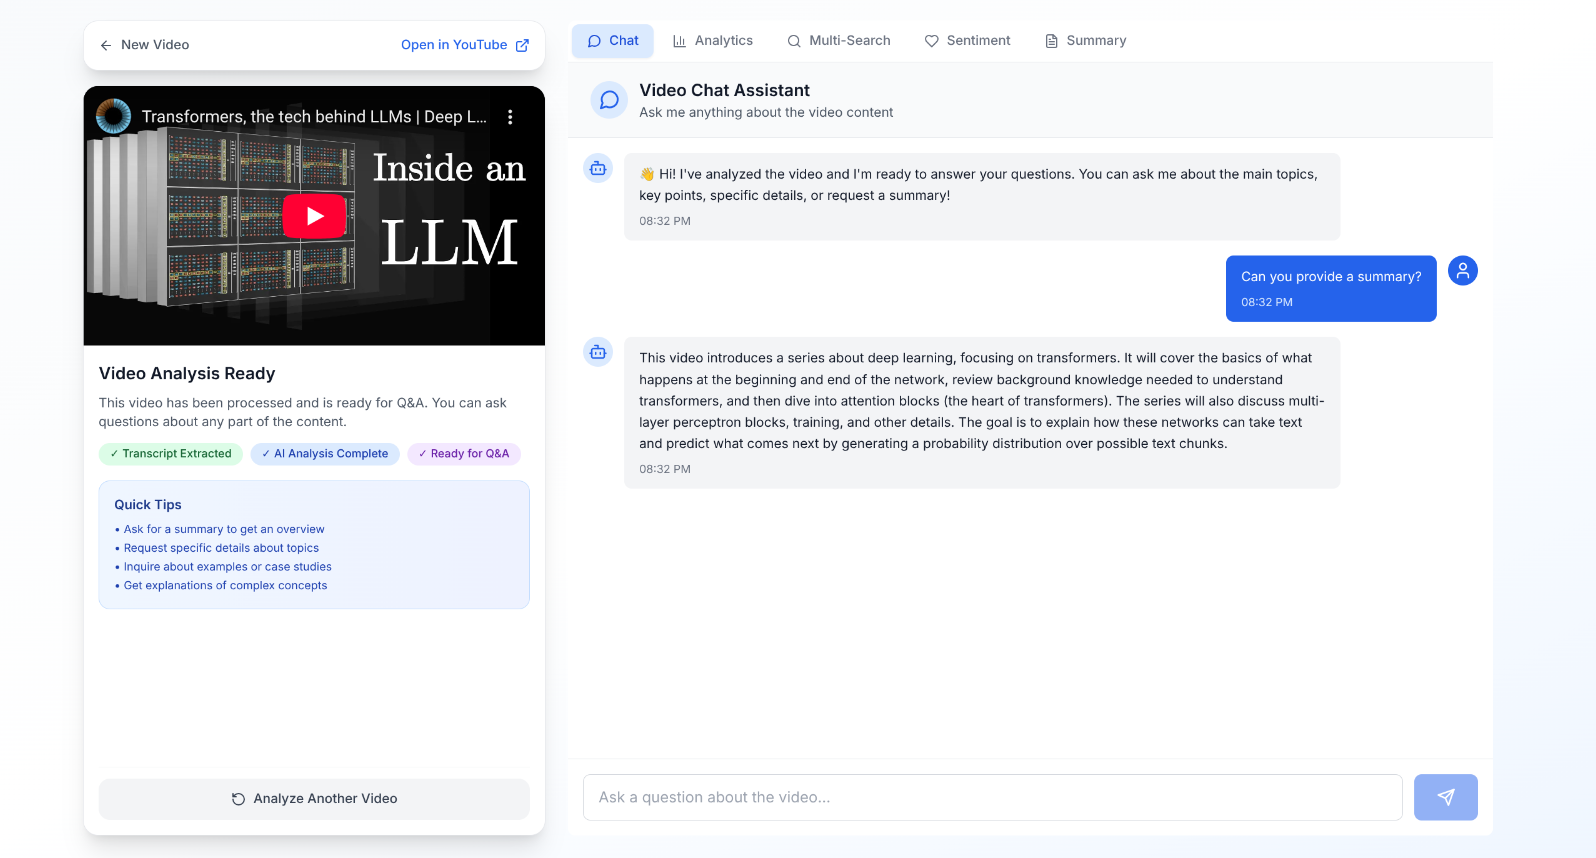 New Video
Open in YouTube
Transformers, the tech behind LLMs | Deep L...
Inside an
LLM
Video Analysis Ready
This video has been processed and is ready for Q&A. You can ask
questions about any part of the content.
✓ Transcript Extracted
✓ AI Analysis Complete
✓ Ready for Q&A
Quick Tips
• Ask for a summary to get an overview
• Request specific details about topics
• Inquire about examples or case studies
• Get explanations of complex concepts
Analyze Another Video
Chat
Analytics
Multi-Search
Sentiment
Summary
Video Chat Assistant
Ask me anything about the video content
👋 Hi! I've analyzed the video and I'm ready to answer your questions. You can ask me about the main topics,
key points, specific details, or request a summary!
08:32 PM
Can you provide a summary?
08:32 PM
This video introduces a series about deep learning, focusing on transformers. It will cover the basics of what
happens at the beginning and end of the network, review background knowledge needed to understand
transformers, and then dive into attention blocks (the heart of transformers). The series will also discuss multi-
layer perceptron blocks, training, and other details. The goal is to explain how these networks can take text
and predict what comes next by generating a probability distribution over possible text chunks.
08:32 PM
Ask a question about the video...